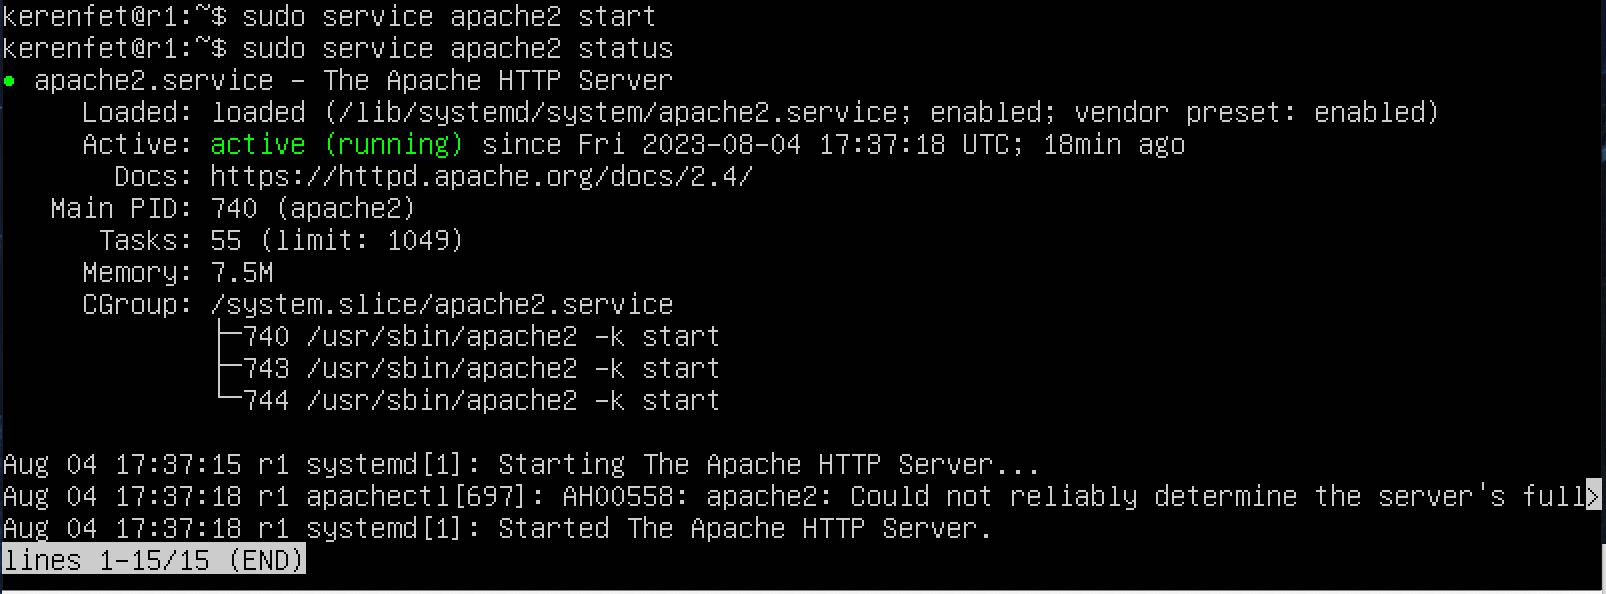 kerenfet@r1:~$ sudo service apache2 start
kerenfet@r1:~$ sudo service apache2 status
● apache2.service – The Apache HTTP Server
     Loaded: loaded (/lib/systemd/system/apache2.service; enabled; vendor preset: enabled)
     Active: active (running) since Fri 2023-08-04 17:37:18 UTC; 18min ago
       Docs: https://httpd.apache.org/docs/2.4/
   Main PID: 740 (apache2)
      Tasks: 55 (limit: 1049)
     Memory: 7.5M
     CGroup: /system.slice/apache2.service
             ├─740 /usr/sbin/apache2 -k start
             ├─743 /usr/sbin/apache2 -k start
             └─744 /usr/sbin/apache2 -k start
Aug 04 17:37:15 r1 systemd[1]: Starting The Apache HTTP Server...
Aug 04 17:37:18 r1 apachectl[697]: AH00558: apache2: Could not reliably determine the server's full>
Aug 04 17:37:18 r1 systemd[1]: Started The Apache HTTP Server.
lines 1-15/15 (END)